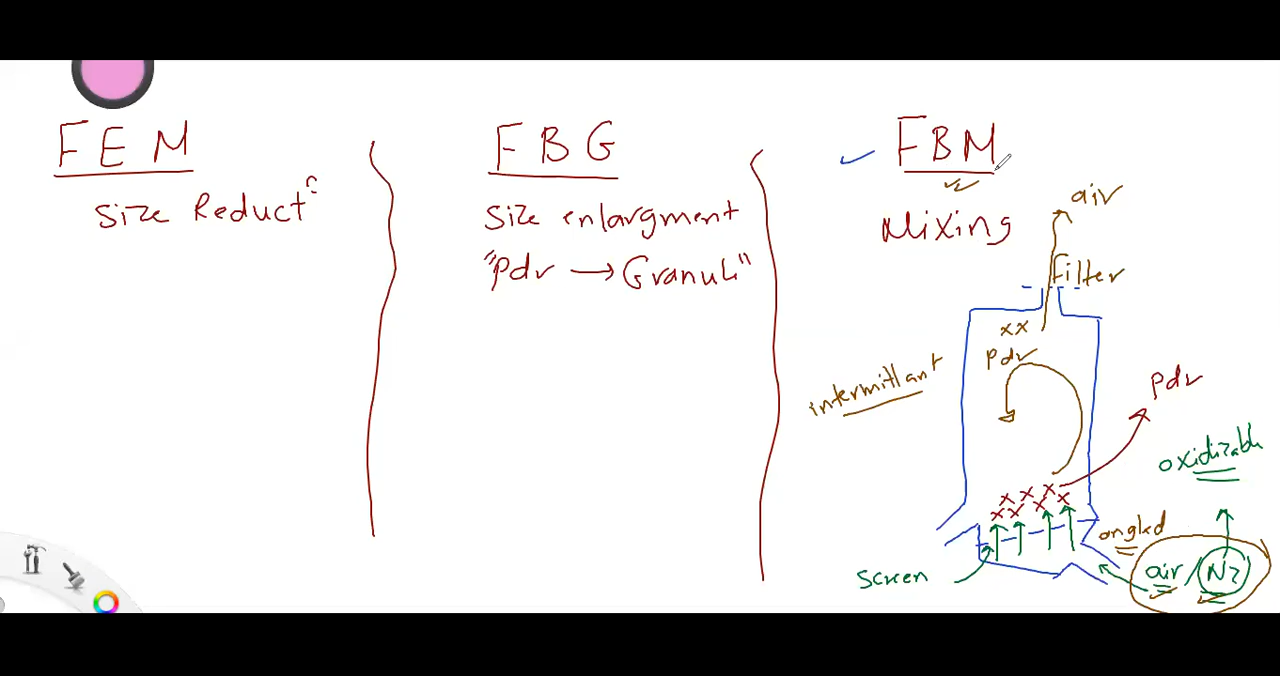 FEM
Size Reductⁿ
FBG
Size enlargment
"Pdr → Granul"
FBM
Mixing
air
Filter
xx
Pdr
intermittant
Pdr
oxidizable
x x x x
x x x x
angled
screen
air / N2